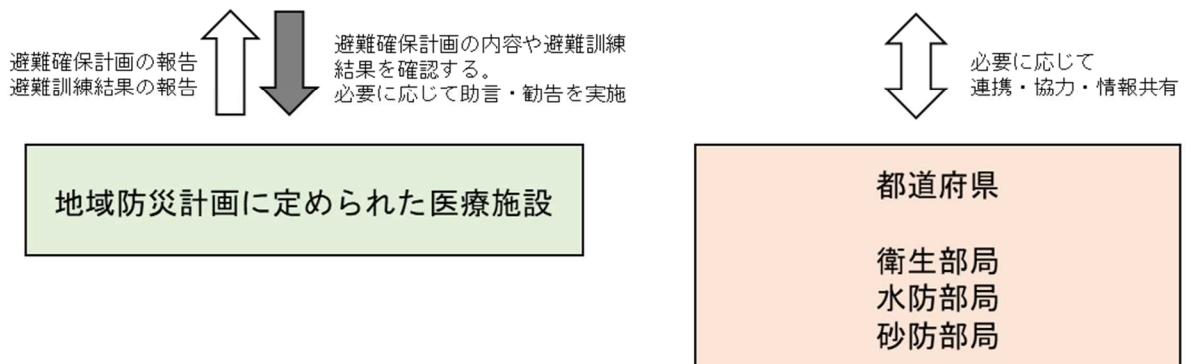 避難確保計画の報告
避難訓練結果の報告
避難確保計画の内容や避難訓練
結果を確認する。
必要に応じて助言・勧告を実施
必要に応じて
連携・協力・情報共有
地域防災計画に定められた医療施設
都道府県
衛生部局
水防部局
砂防部局